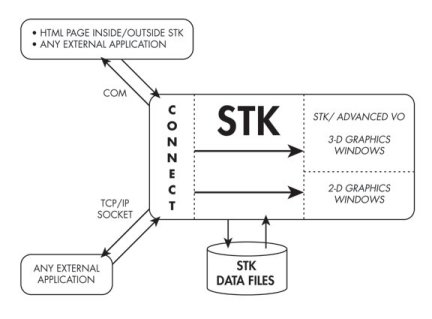 • HTML PAGE INSIDE/OUTSIDE STK
• ANY EXTERNAL APPLICATION
COM
CONNECT
STK
STK/ ADVANCED VO
3-D GRAPHICS
WINDOWS
2-D GRAPHICS
WINDOWS
TCP/IP
SOCKET
ANY EXTERNAL
APPLICATION
STK
DATA FILES